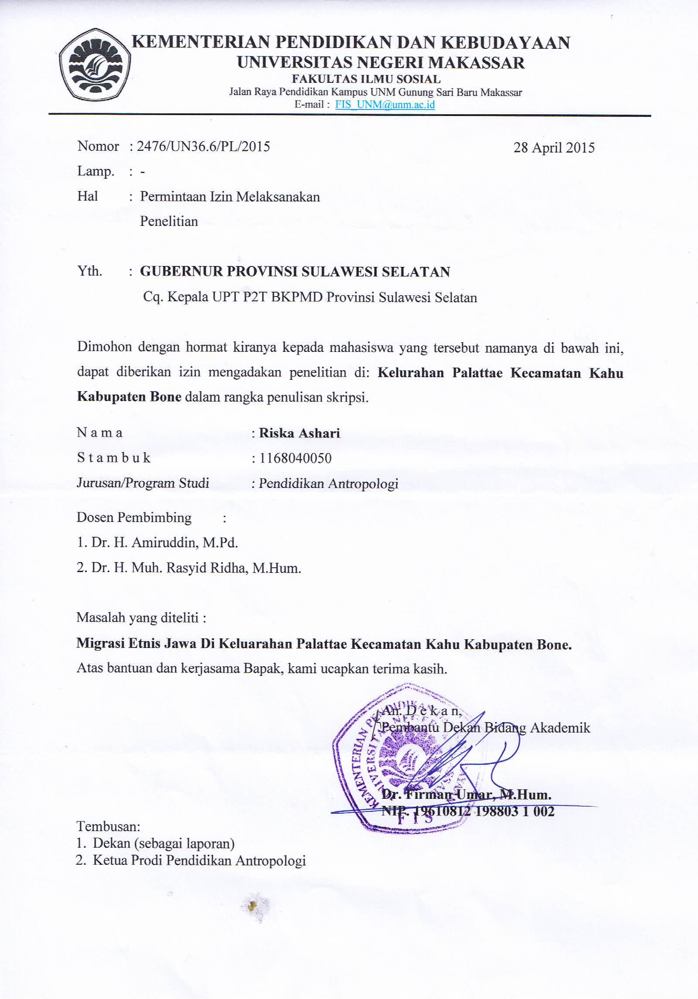 KEMENTERIAN PENDIDIKAN DAN KEBUDAYAAN
UNIVERSITAS NEGERI MAKASSAR
FAKULTAS ILMU SOSIAL
Jalan Raya Pendidikan Kampus UNM Gunung Sari Baru Makassar
E-mail : FIS_UNM@unm.ac.id
Nomor : 2476/UN36.6/PL/2015 28 April 2015
Lamp. : -
Hal : Permintaan Izin Melaksanakan
Penelitian
Yth. : GUBERNUR PROVINSI SULAWESI SELATAN
Cq. Kepala UPT P2T BKPMD Provinsi Sulawesi Selatan
Dimohon dengan hormat kiranya kepada mahasiswa yang tersebut namanya di bawah ini,
dapat diberikan izin mengadakan penelitian di: Kelurahan Palattae Kecamatan Kahu
Kabupaten Bone dalam rangka penulisan skripsi.
N a m a : Riska Ashari
S t a m b u k : 1168040050
Jurusan/Program Studi : Pendidikan Antropologi
Dosen Pembimbing :
1. Dr. H. Amiruddin, M.Pd.
2. Dr. H. Muh. Rasyid Ridha, M.Hum.
Masalah yang diteliti :
Migrasi Etnis Jawa Di Keluarahan Palattae Kecamatan Kahu Kabupaten Bone.
Atas bantuan dan kerjasama Bapak, kami ucapkan terima kasih.
An. D e k a n,
Pembantu Dekan Bidang Akademik
KEMENTERIAN PENDIDIKAN
UNIVERSITAS NEGERI
F I S
Dr. Firman Umar, M.Hum.
NIP. 19610812 198803 1 002
Tembusan:
1. Dekan (sebagai laporan)
2. Ketua Prodi Pendidikan Antropologi